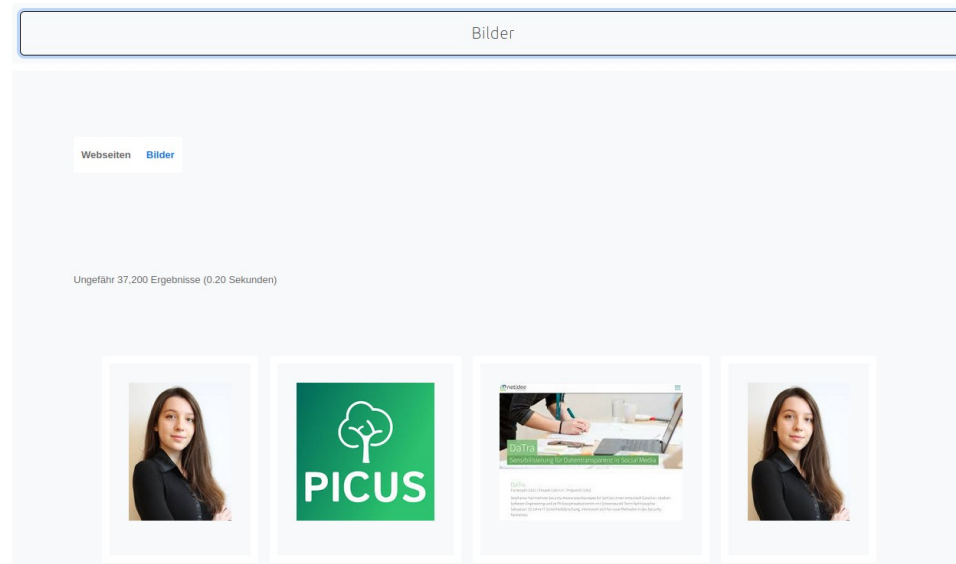 Bilder
Webseiten Bilder
Ungefähr 37,200 Ergebnisse (0.20 Sekunden)
PICUS
netidee
DaTra
Sensibilisierung für Datentransparenz in Social Media
DaTra